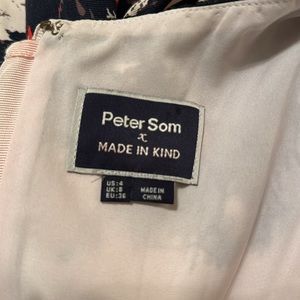 Peter Som
x
MADE IN KIND
US:4
UK:8
EU:36
MADE IN
CHINA